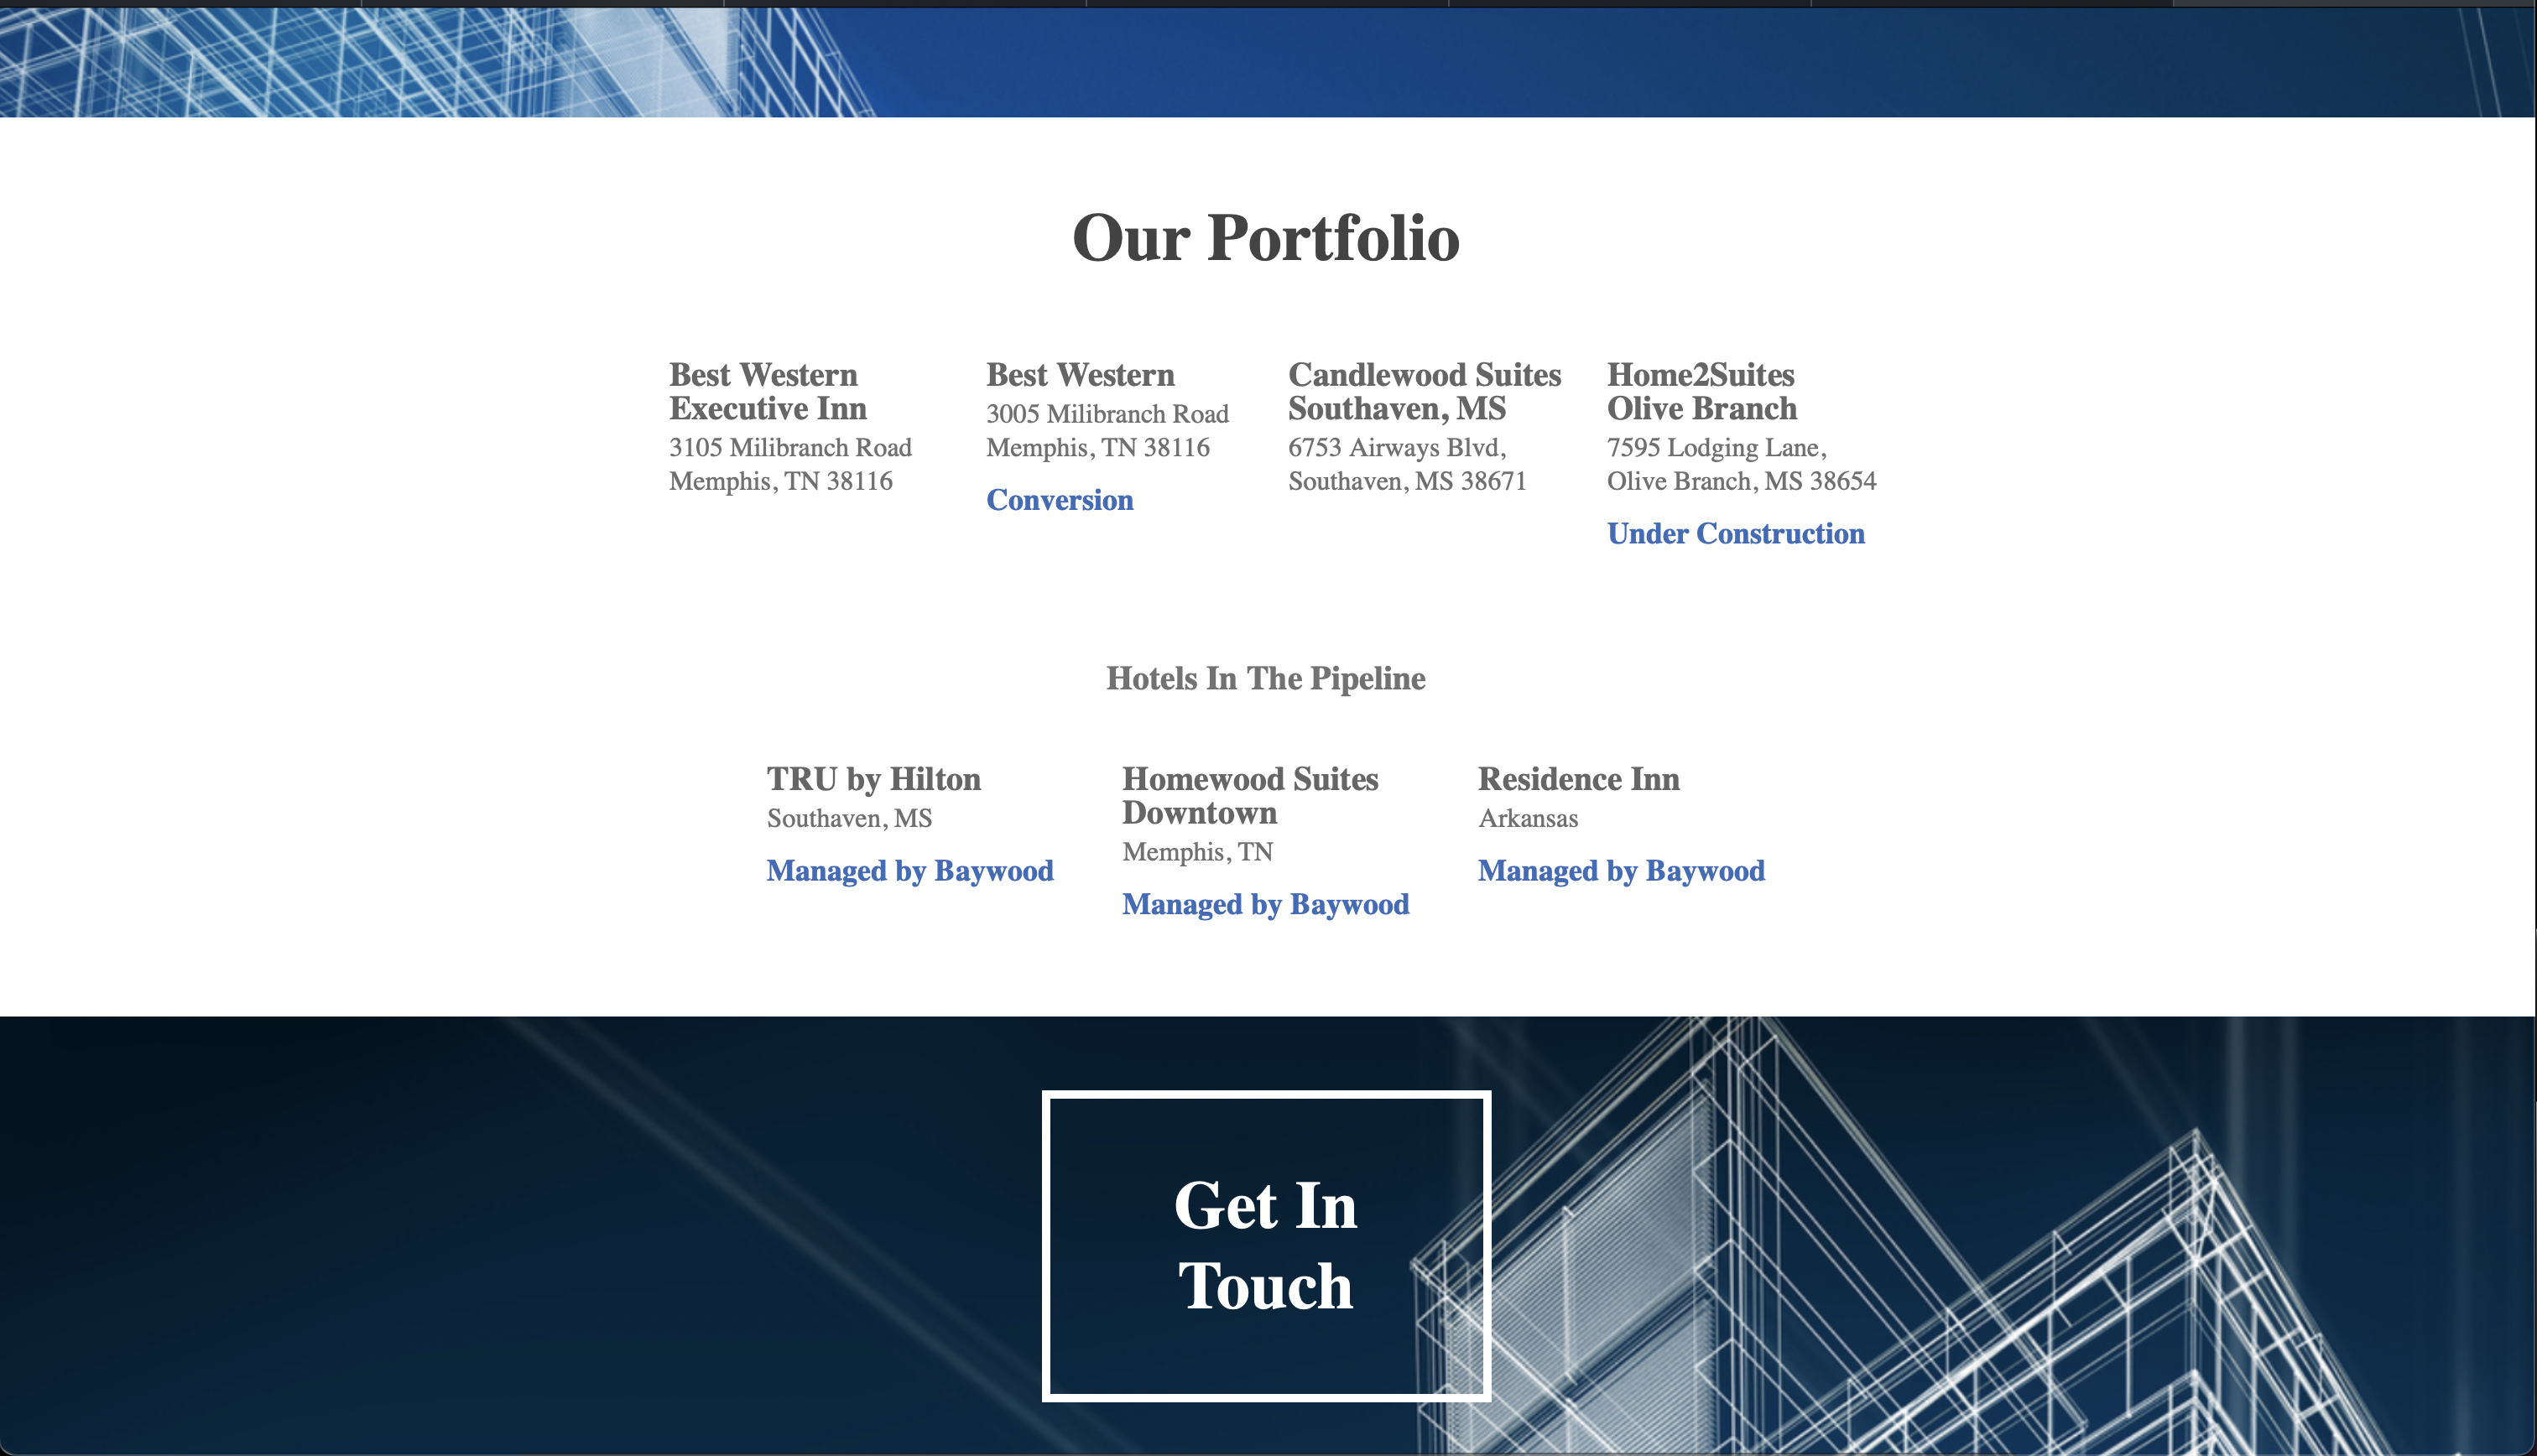 Our Portfolio
Best Western
Executive Inn
3105 Milibranch Road
Memphis, TN 38116
Best Western
3005 Milibranch Road
Memphis, TN 38116
Conversion
Candlewood Suites
Southaven, MS
6753 Airways Blvd,
Southaven, MS 38671
Home2Suites
Olive Branch
7595 Lodging Lane,
Olive Branch, MS 38654
Under Construction
Hotels In The Pipeline
TRU by Hilton
Southaven, MS
Managed by Baywood
Homewood Suites
Downtown
Memphis, TN
Managed by Baywood
Residence Inn
Arkansas
Managed by Baywood
Get In
Touch